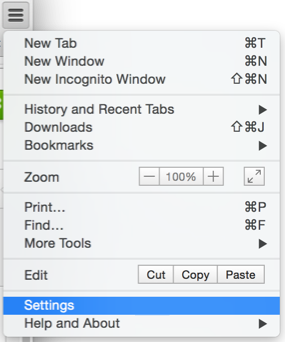 New Tab ⌘T
New Window ⌘N
New Incognito Window ⇧⌘N
History and Recent Tabs ▶
Downloads ⇧⌘J
Bookmarks ▶
Zoom − 100% +
Print... ⌘P
Find... ⌘F
More Tools ▶
Edit Cut Copy Paste
Settings
Help and About ▶